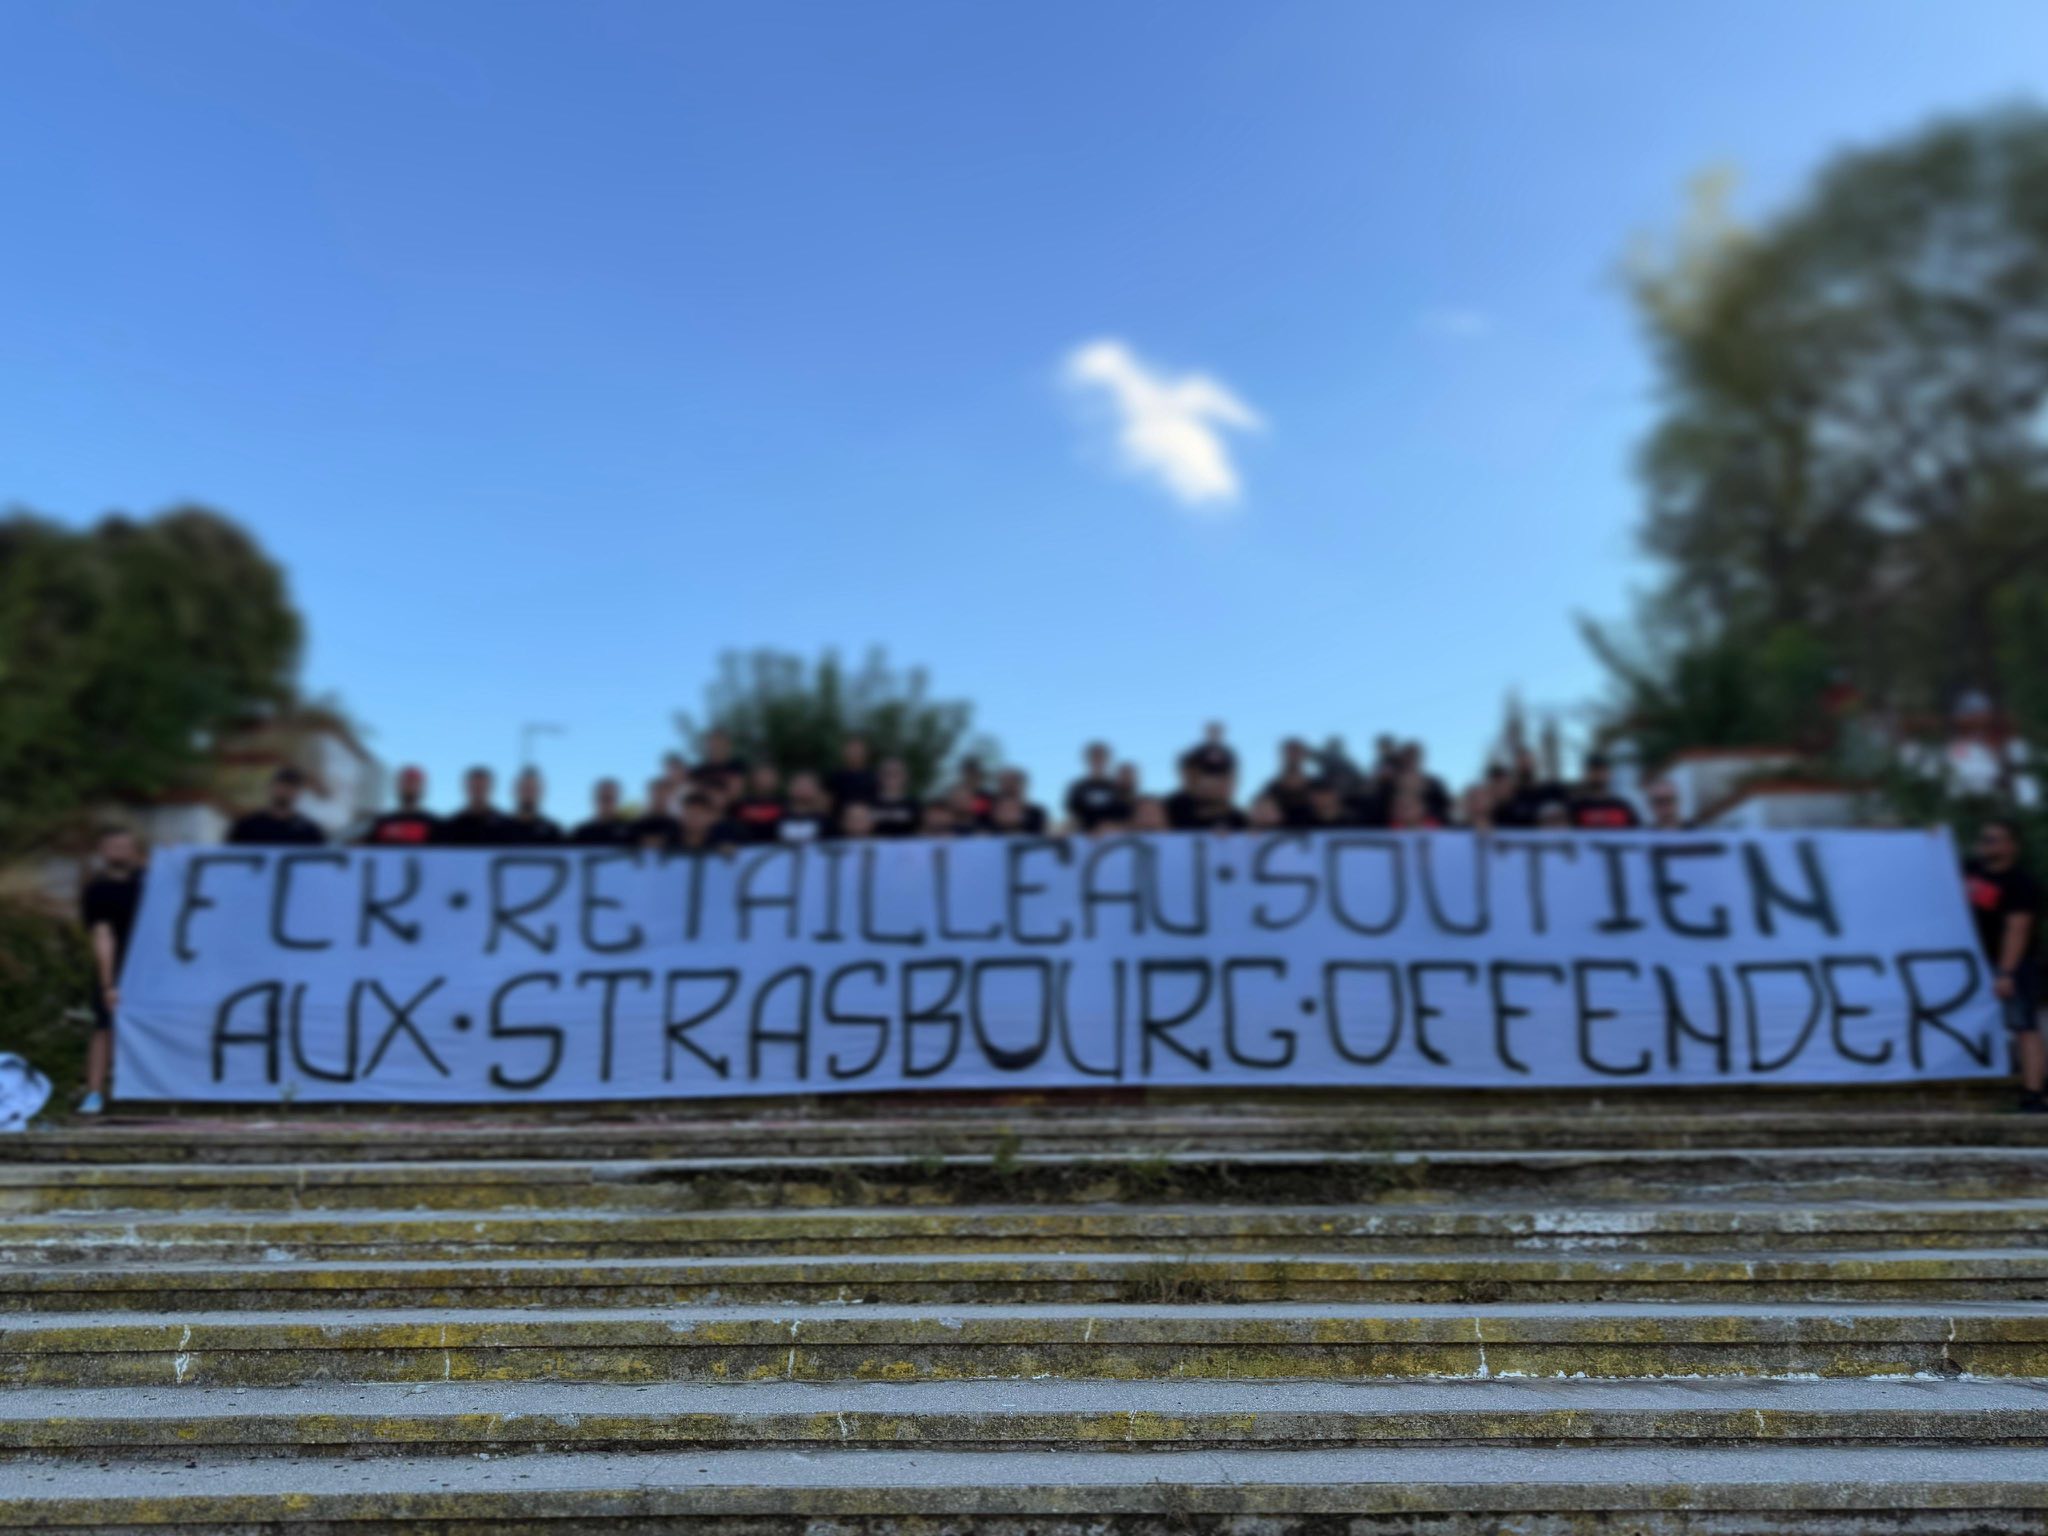 FCK·RETAILLEAU·SOUTIEN
AUX·STRASBOURG·OFFENDER